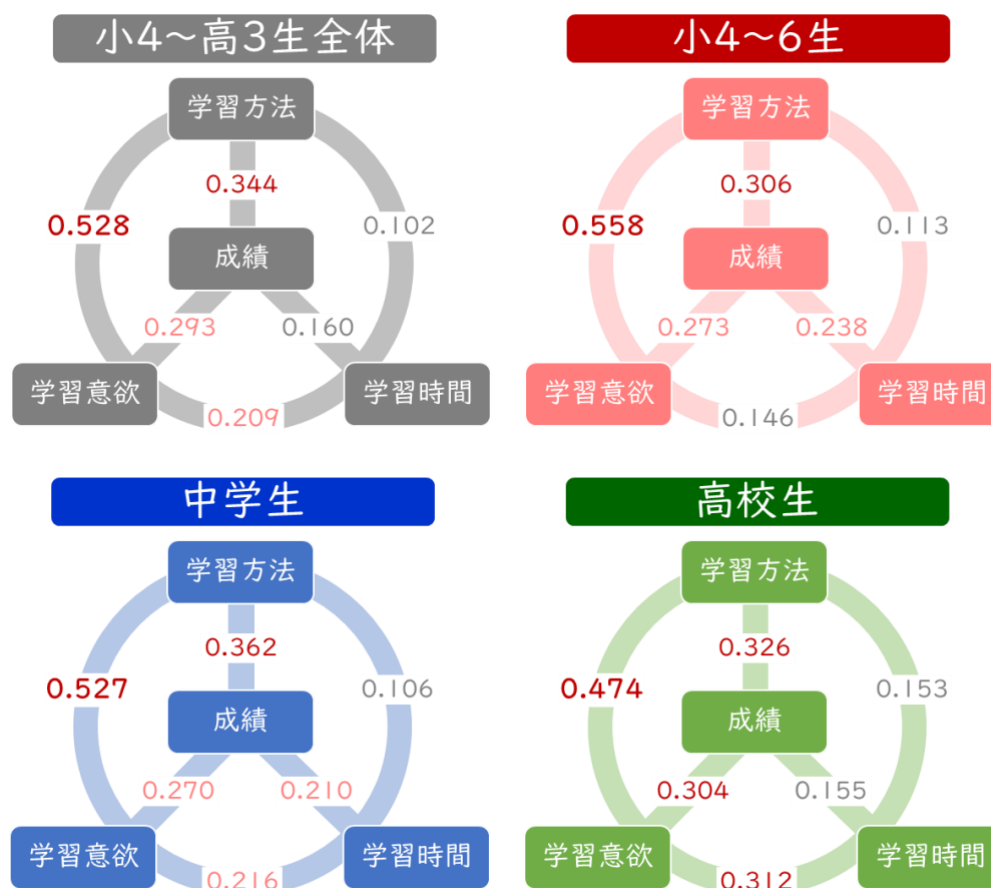 小4～高3生全体
学習方法
0.344
0.528
0.102
成績
0.293
0.160
学習意欲
学習時間
0.209
小4～6生
学習方法
0.306
0.558
0.113
成績
0.273
0.238
学習意欲
学習時間
0.146
中学生
学習方法
0.362
0.527
0.106
成績
0.270
0.210
学習意欲
学習時間
0.216
高校生
学習方法
0.326
0.474
0.153
成績
0.304
0.155
学習意欲
学習時間
0.312